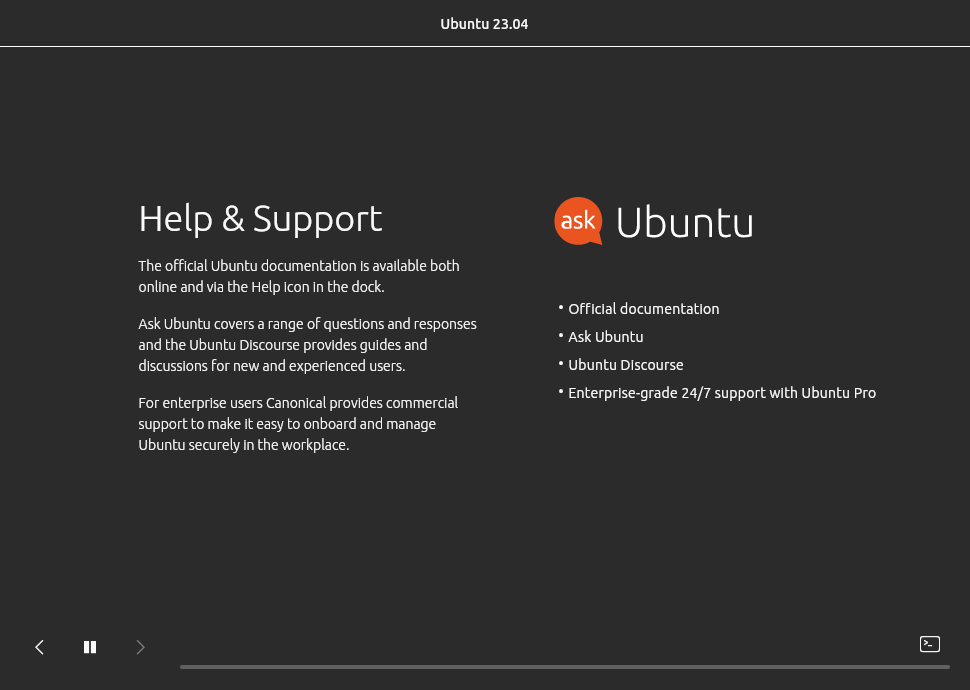 Ubuntu 23.04
Help & Support
The official Ubuntu documentation is available both
online and via the Help icon in the dock.
Ask Ubuntu covers a range of questions and responses
and the Ubuntu Discourse provides guides and
discussions for new and experienced users.
For enterprise users Canonical provides commercial
support to make it easy to onboard and manage
Ubuntu securely in the workplace.
ask Ubuntu
• Official documentation
• Ask Ubuntu
• Ubuntu Discourse
• Enterprise-grade 24/7 support with Ubuntu Pro